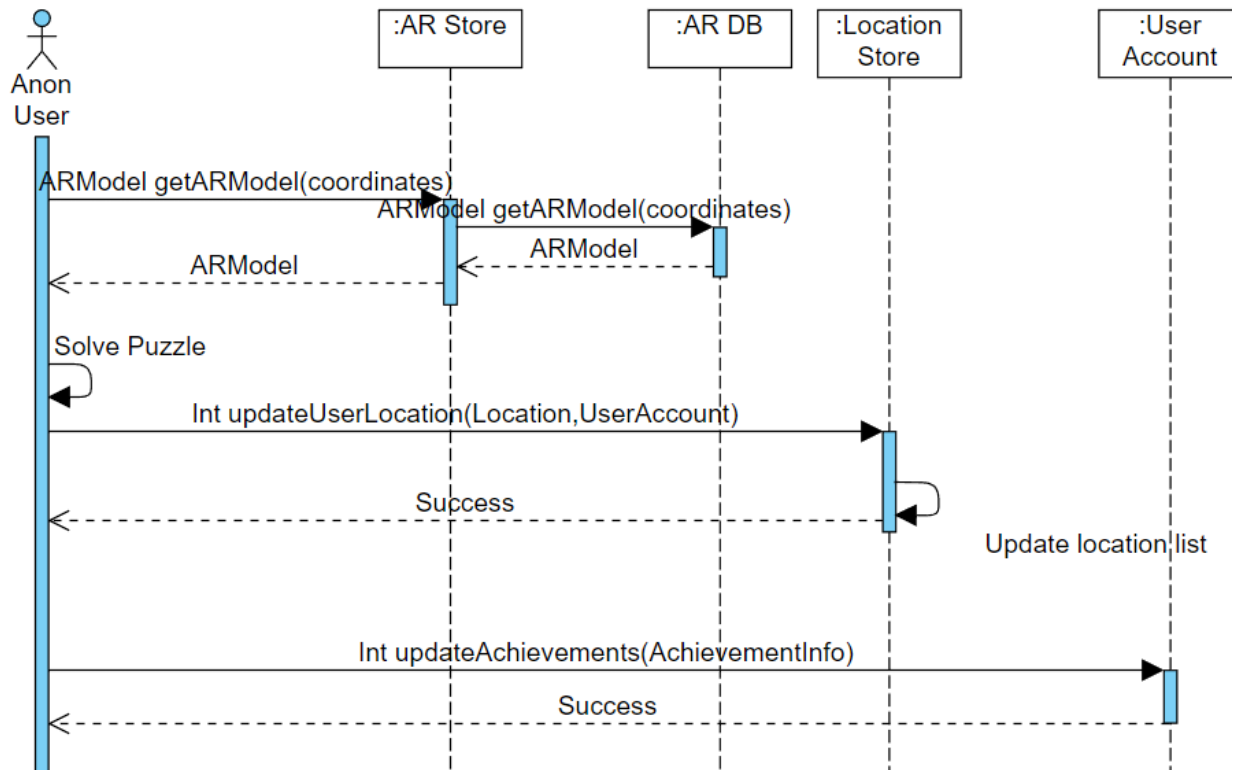 :AR Store
:AR DB
:Location
Store
:User
Account
Anon
User
ARModel getARModel(coordinates)
ARModel getARModel(coordinates)
ARModel
ARModel
Solve Puzzle
Int updateUserLocation(Location,UserAccount)
Success
Update location list
Int updateAchievements(AchievementInfo)
Success